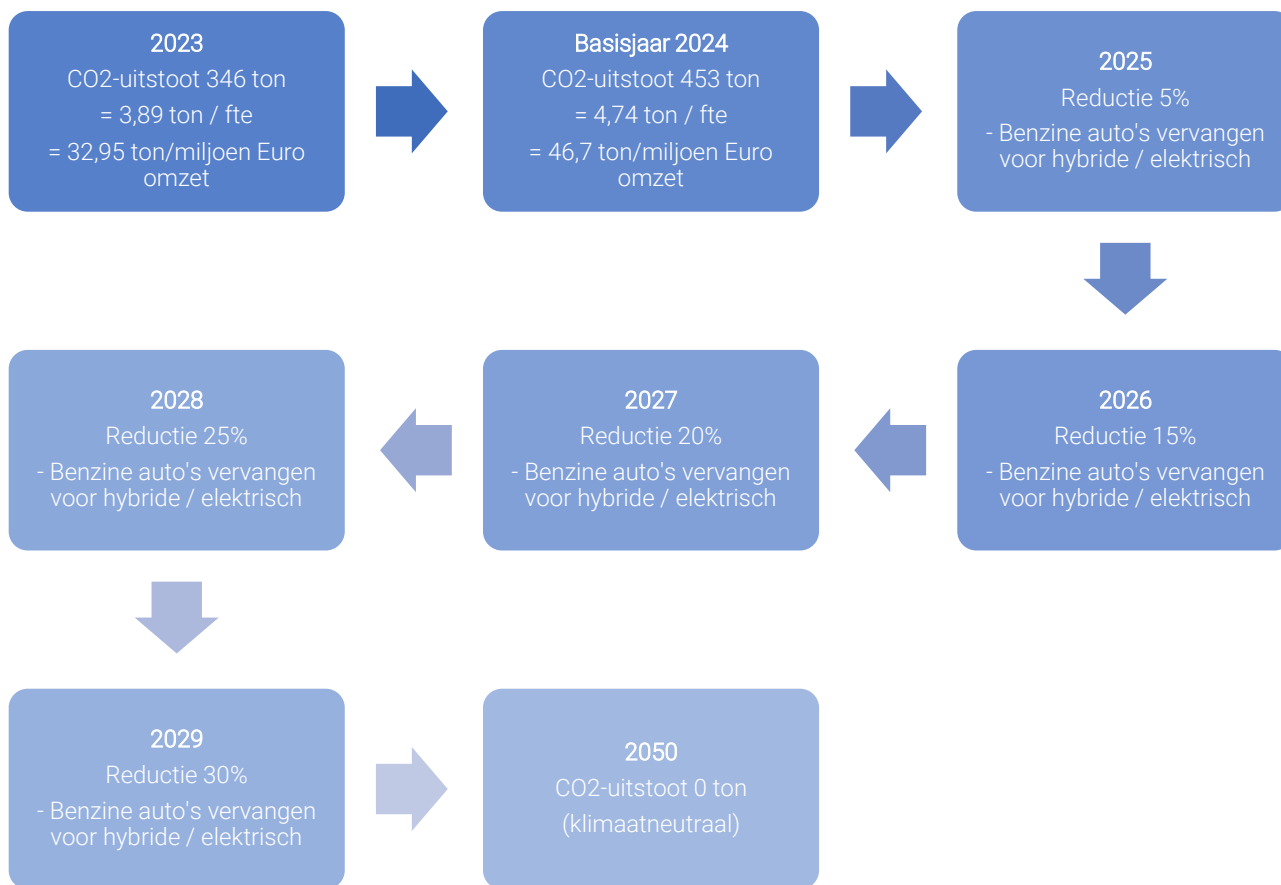 2023
CO2-uitstoot 346 ton
= 3,89 ton / fte
= 32,95 ton/miljoen Euro
omzet
Basisjaar 2024
CO2-uitstoot 453 ton
= 4,74 ton / fte
= 46,7 ton/miljoen Euro
omzet
2025
Reductie 5%
- Benzine auto's vervangen
voor hybride / elektrisch
2026
Reductie 15%
- Benzine auto's vervangen
voor hybride / elektrisch
2027
Reductie 20%
- Benzine auto's vervangen
voor hybride / elektrisch
2028
Reductie 25%
- Benzine auto's vervangen
voor hybride / elektrisch
2029
Reductie 30%
- Benzine auto's vervangen
voor hybride / elektrisch
2050
CO2-uitstoot 0 ton
(klimaatneutraal)